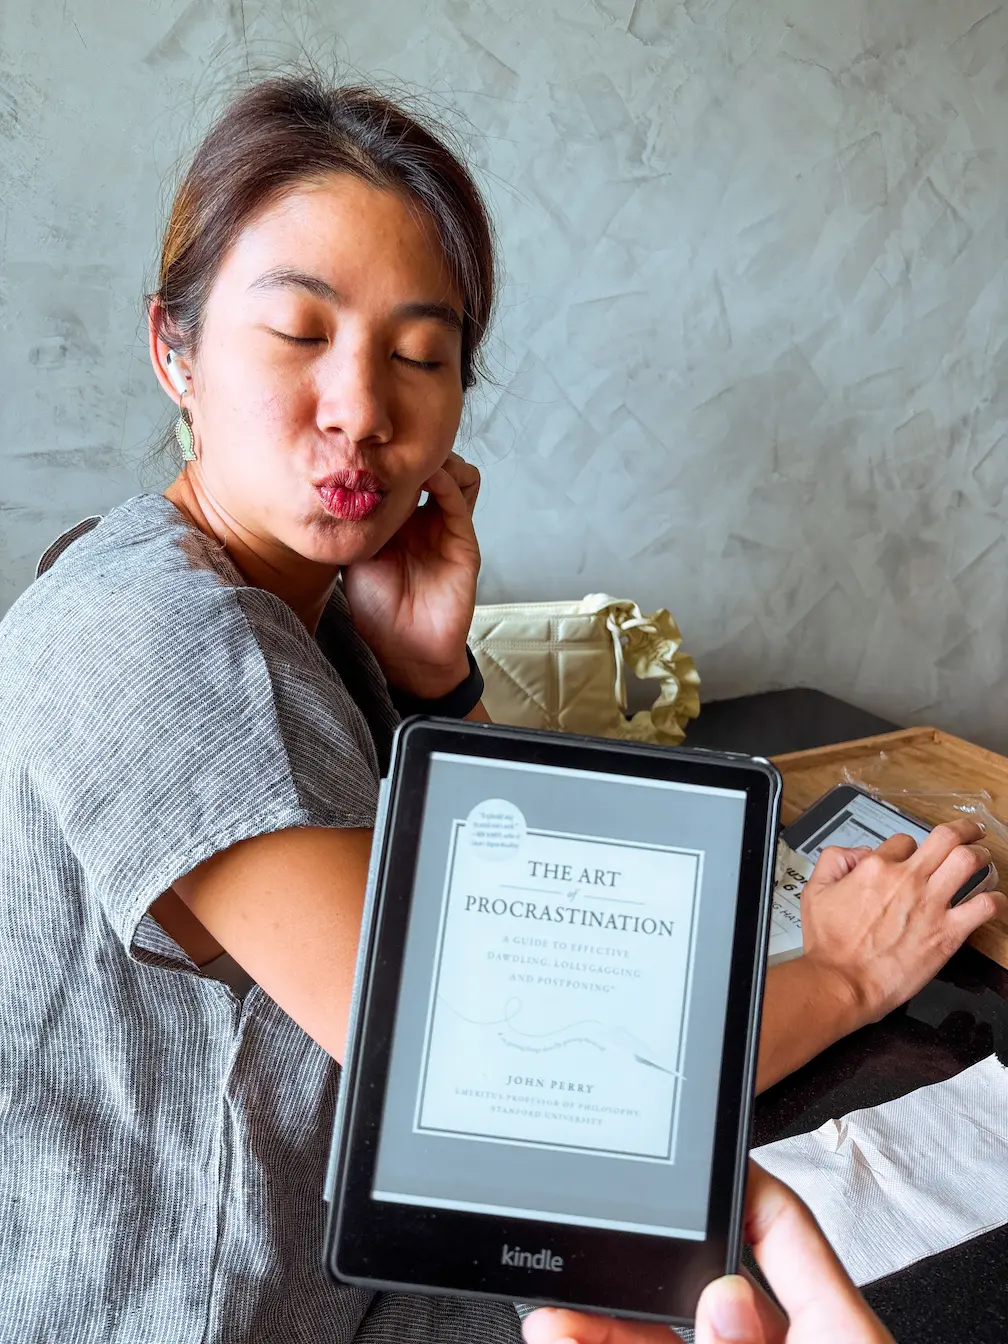 THE ART
of
PROCRASTINATION
A GUIDE TO EFFECTIVE
DAWDLING, LOLLYGAGGING
AND POSTPONING*
JOHN PERRY
EMERITUS PROFESSOR OF PHILOSOPHY,
STANFORD UNIVERSITY
kindle